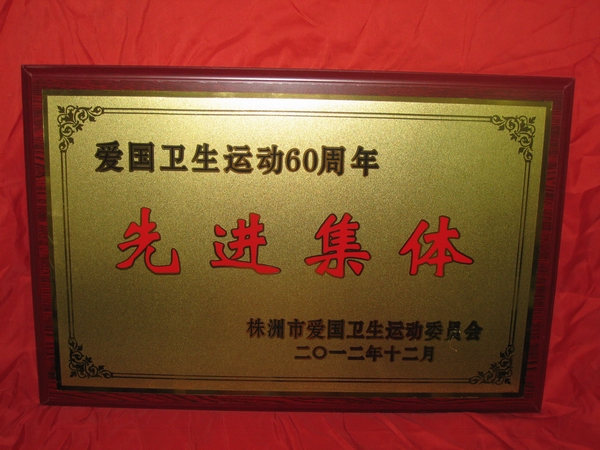 爱国卫生运动60周年
先进集体
株洲市爱国卫生运动委员会
二〇一二年十二月